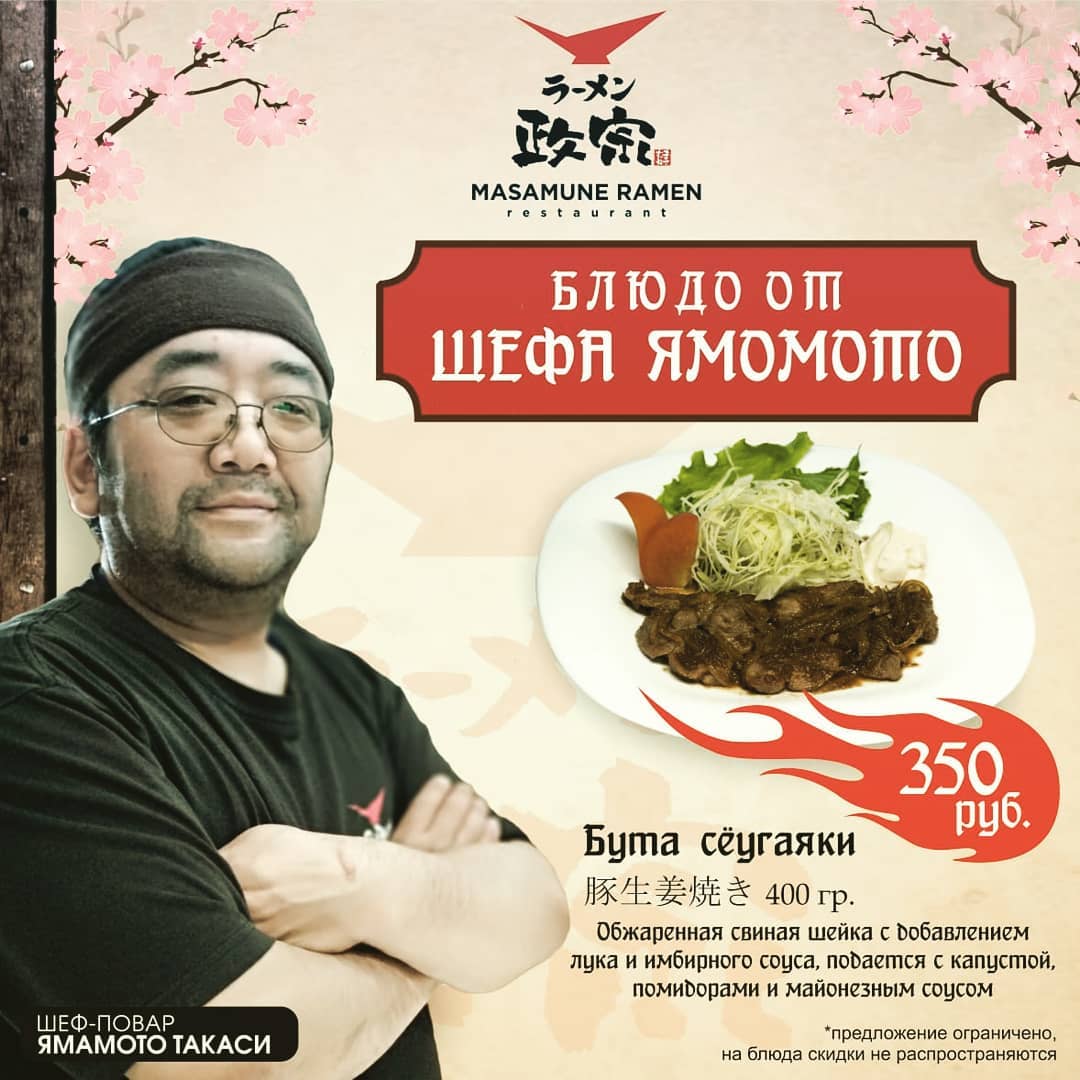 ラーメン
政宗
MASAMUNE RAMEN
restaurant
БЛЮДО ОТ
ШЕФА ЯМОМОТО
350
руб.
Бута сёугаяки
豚生姜焼き 400 гр.
Обжаренная свиная шейка с добавлением
лука и имбирного соуса, подается с капустой,
помидорами и майонезным соусом
ШЕФ-ПОВАР
ЯМАМОТО ТАКАСИ
*предложение ограничено,
на блюда скидки не распространяются